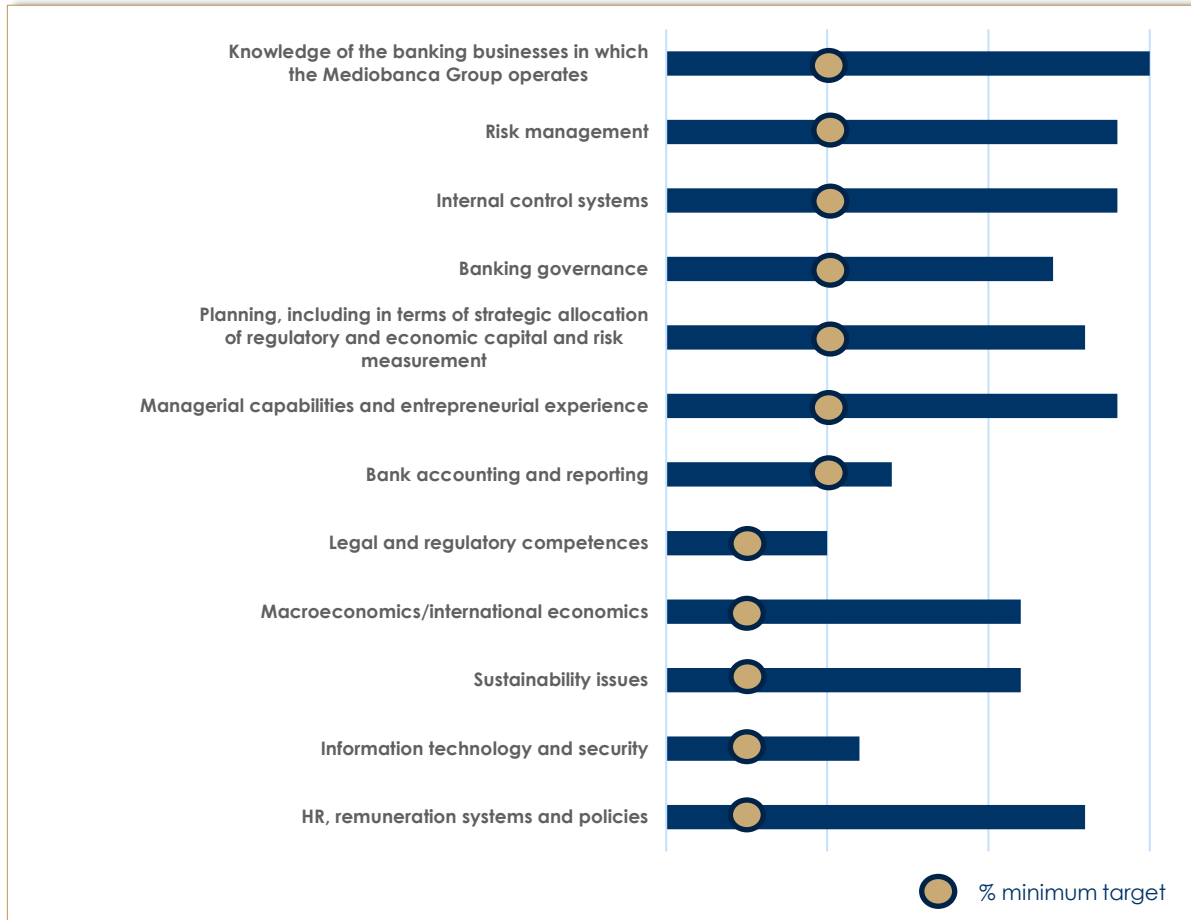 Knowledge of the banking businesses in which
the Mediobanca Group operates
Risk management
Internal control systems
Banking governance
Planning, including in terms of strategic allocation
of regulatory and economic capital and risk
measurement
Managerial capabilities and entrepreneurial experience
Bank accounting and reporting
Legal and regulatory competences
Macroeconomics/international economics
Sustainability issues
Information technology and security
HR, remuneration systems and policies
% minimum target